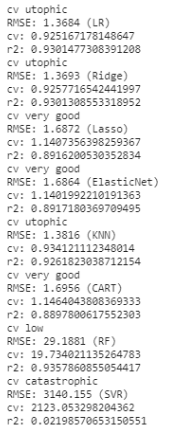 cv utophic
RMSE: 1.3684 (LR)
cv: 0.925167178148647
r2: 0.9301477308391208
cv utophic
RMSE: 1.3693 (Ridge)
cv: 0.9257716542441997
r2: 0.9301308553318952
cv very good
RMSE: 1.6872 (Lasso)
cv: 1.1407356398259367
r2: 0.8916200530352834
cv very good
RMSE: 1.6864 (ElasticNet)
cv: 1.1401992210191363
r2: 0.8917180369709495
cv utophic
RMSE: 1.3816 (KNN)
cv: 0.934121112348014
r2: 0.9261823038712154
cv very good
RMSE: 1.6956 (CART)
cv: 1.1464043808369333
r2: 0.8897800617552303
cv low
RMSE: 29.1881 (RF)
cv: 19.734021135264783
r2: 0.9357860855054417
cv catastrophic
RMSE: 3140.155 (SVR)
cv: 2123.053298204362
r2: 0.02198570653150551